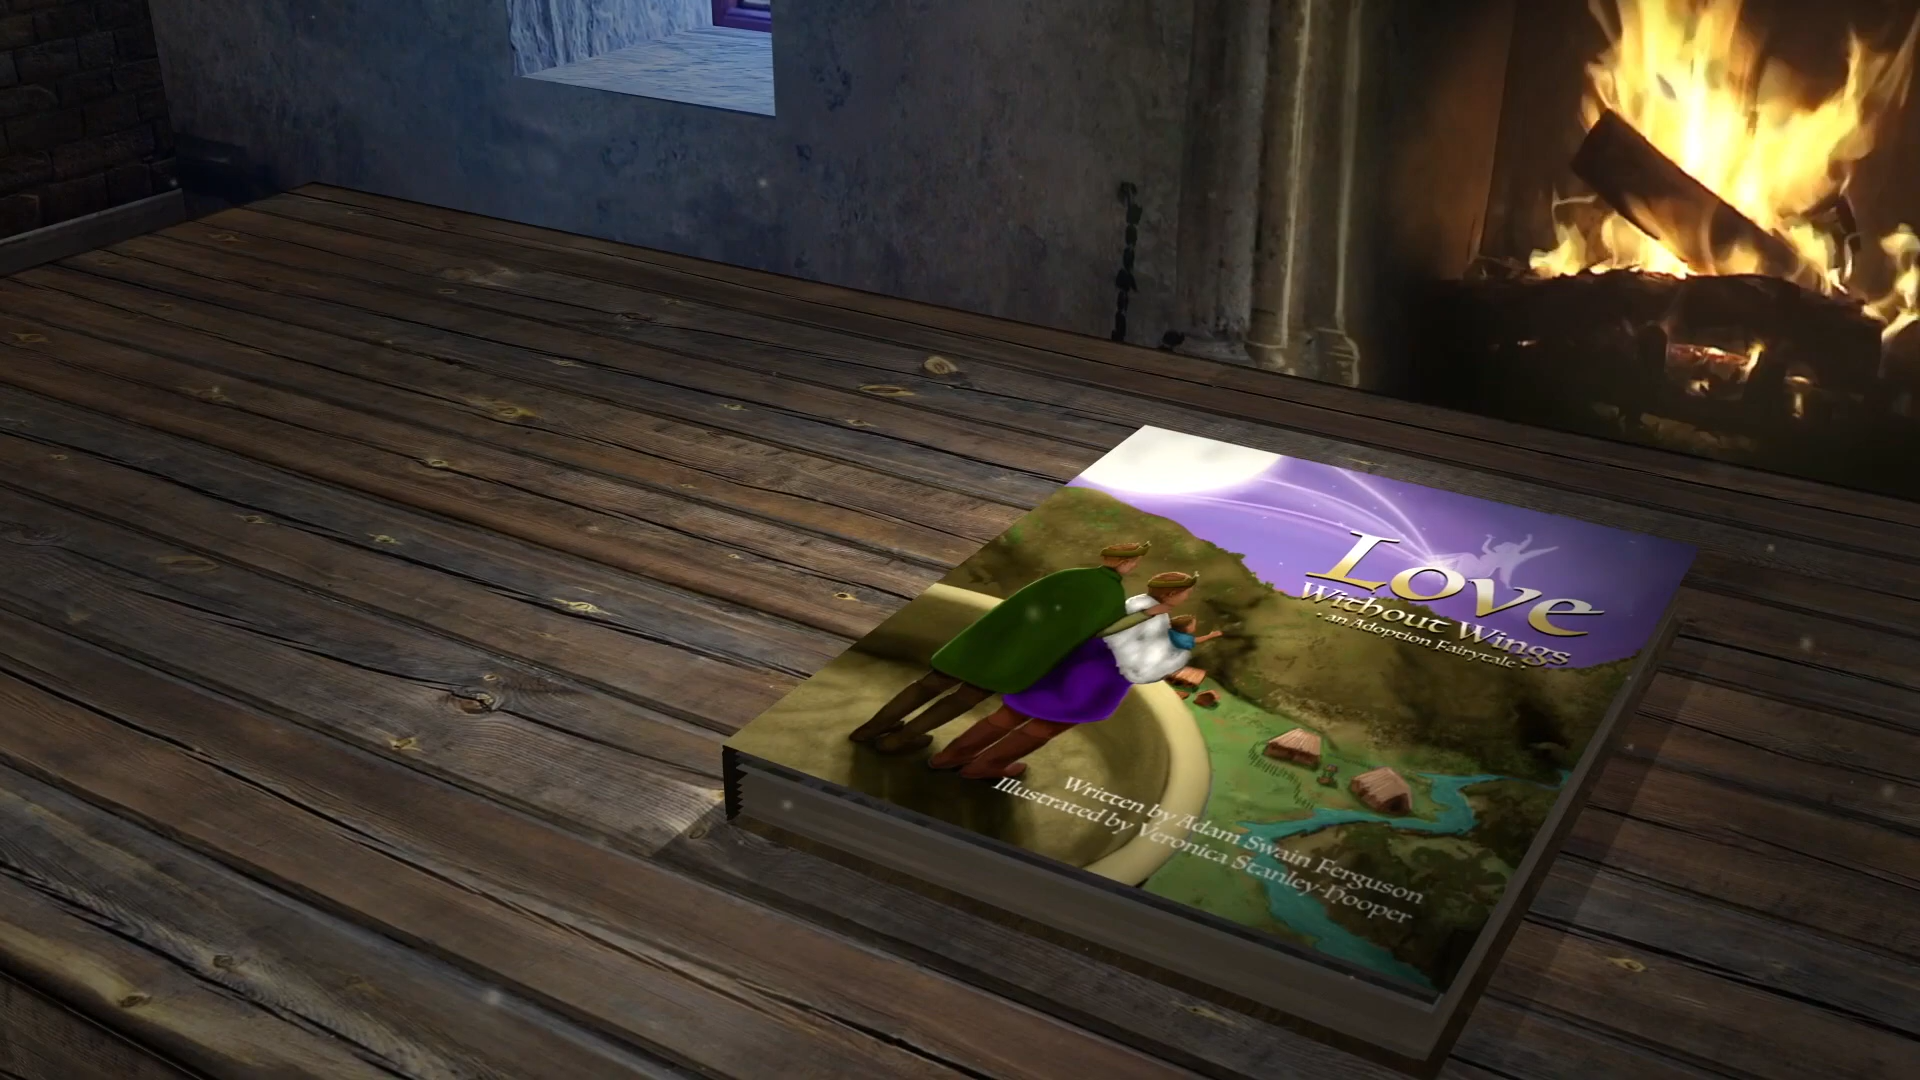 Love
Without Wings
- an Adoption Fairytale -
Written by Adam Swain Ferguson
Illustrated by Veronica Stanley-Hooper